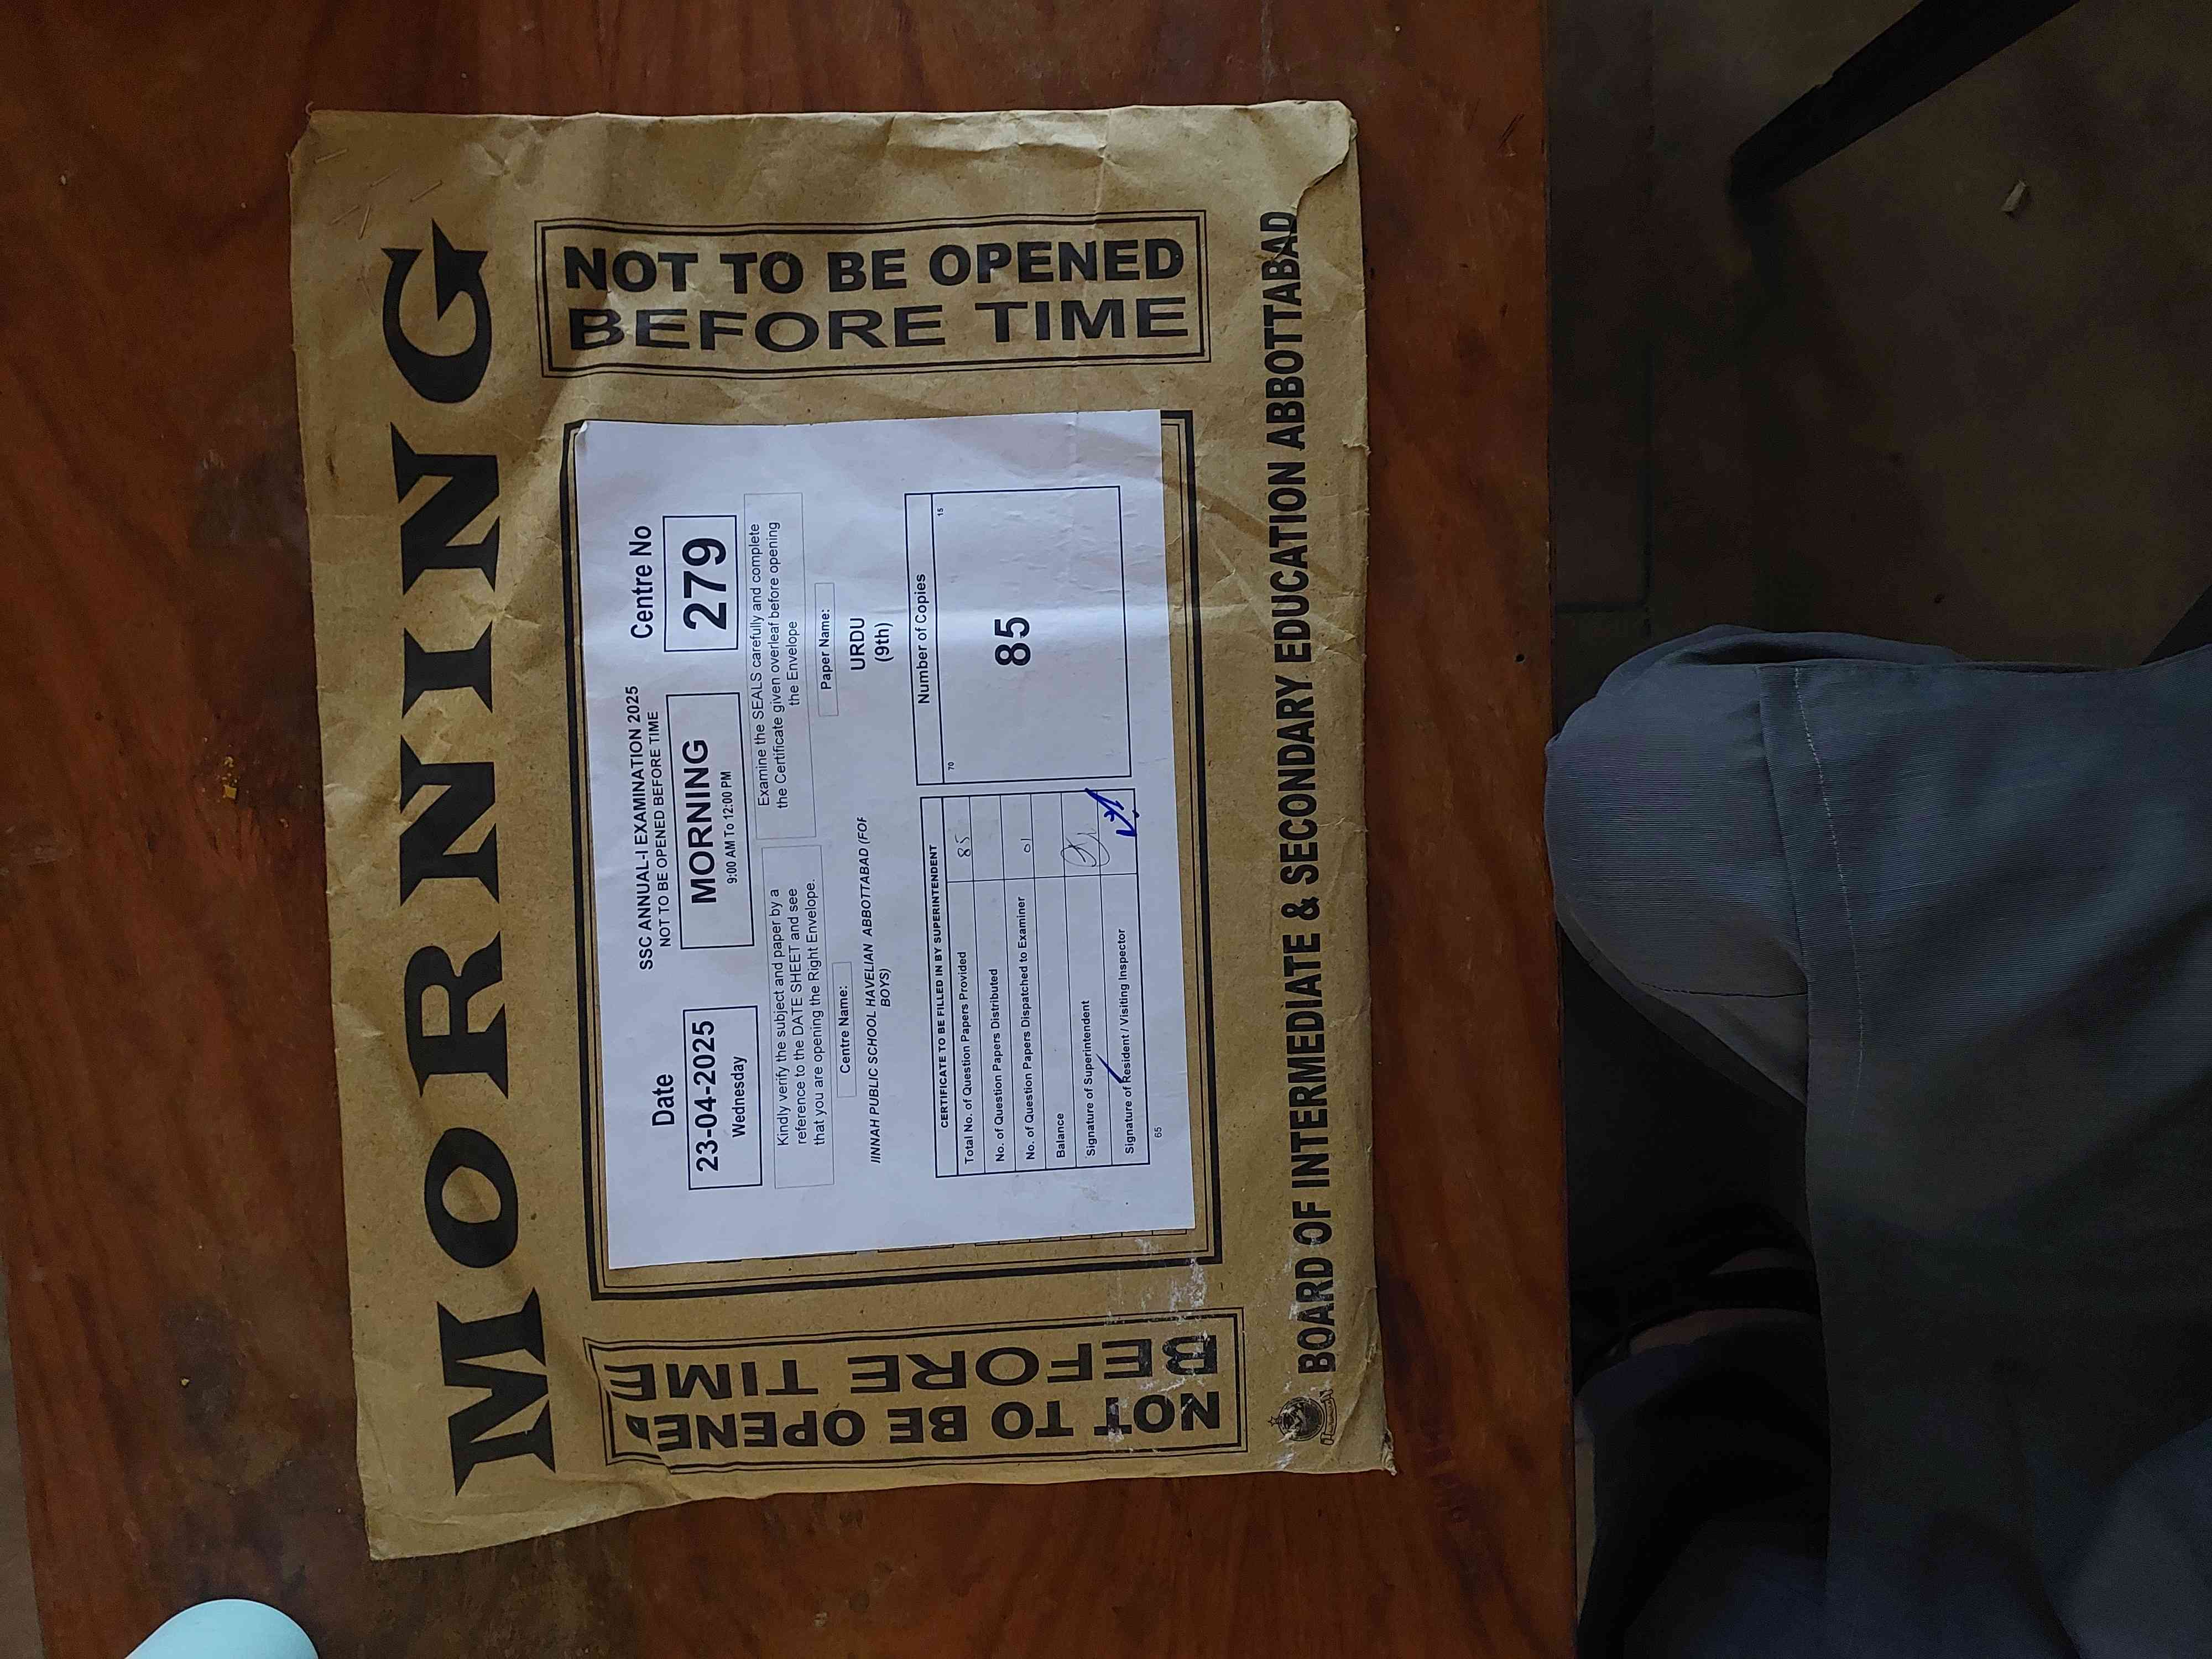 MORNING
NOT TO BE OPENED
BEFORE TIME
SSC ANNUAL-I EXAMINATION 2025
NOT TO BE OPENED BEFORE TIME
Date
23-04-2025
Wednesday
MORNING
9:00 AM To 12:00 PM
Centre No
279
Kindly verify the subject and paper by a
reference to the DATE SHEET and see
that you are opening the Right Envelope.
Examine the SEALS carefully and complete
the Certificate given overleaf before opening
the Envelope
Centre Name:
JINNAH PUBLIC SCHOOL HAVELIAN ABBOTTABAD (FOR
BOYS)
Paper Name:
URDU
(9th)
CERTIFICATE TO BE FILLED IN BY SUPERINTENDENT
Total No. of Question Papers Provided 85
No. of Question Papers Distributed
No. of Question Papers Dispatched to Examiner 01
Balance
Signature of Superintendent
Signature of Resident / Visiting Inspector
65
Number of Copies
70 15
85
NOT TO BE OPENED
BEFORE TIME
BOARD OF INTERMEDIATE & SECONDARY EDUCATION ABBOTTABAD